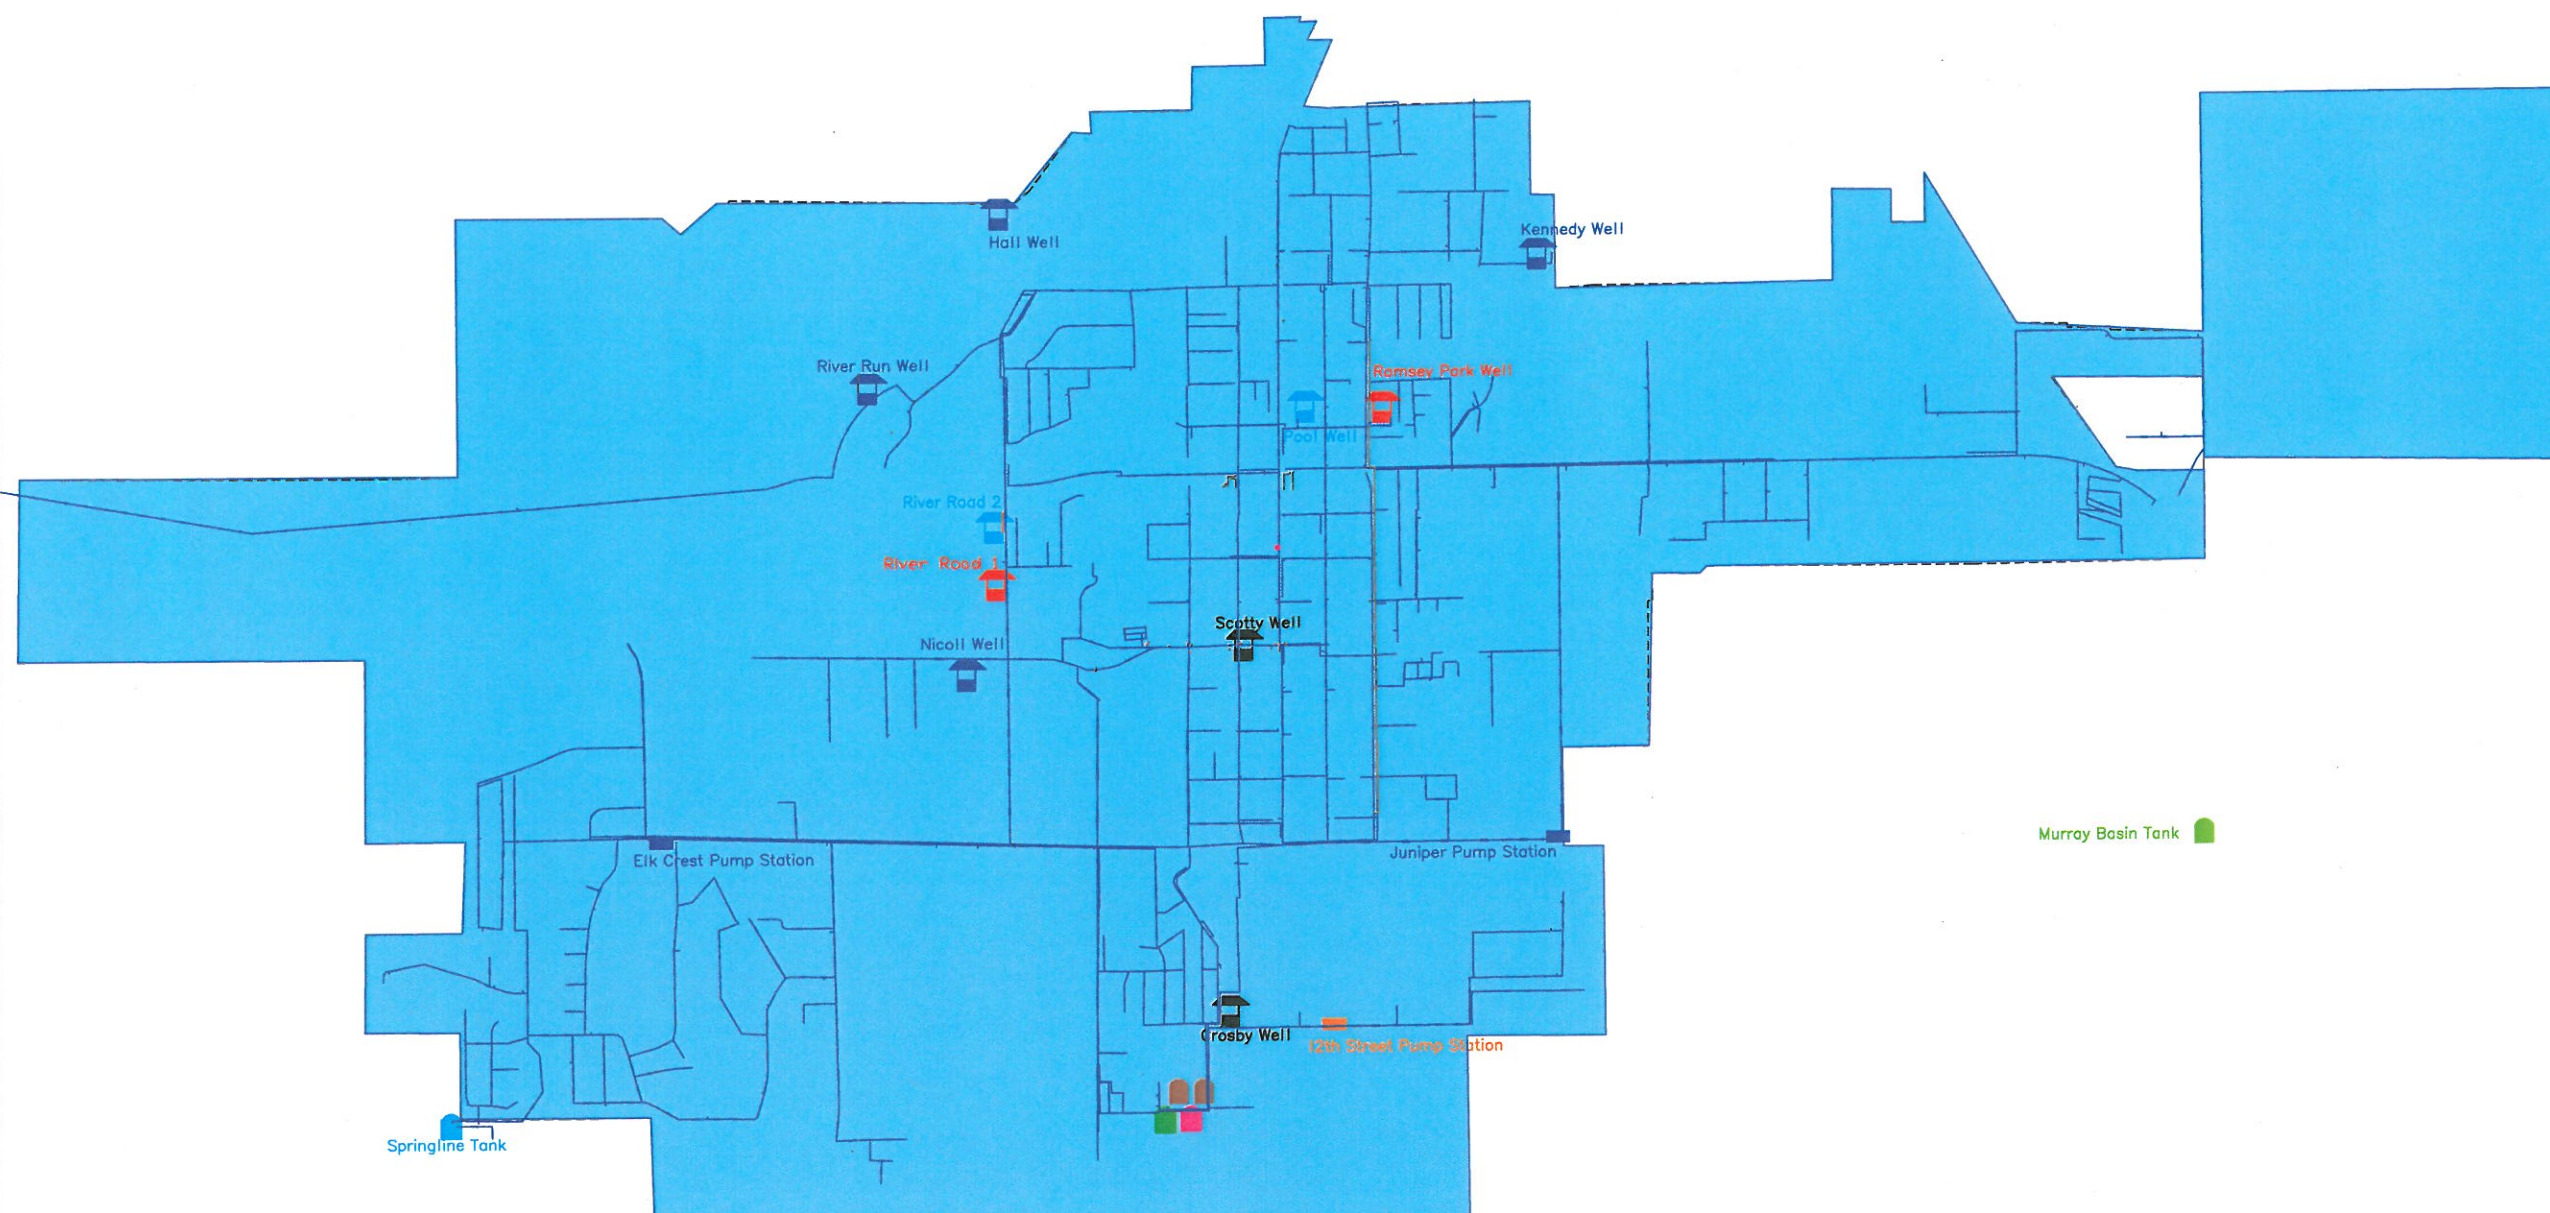 Kennedy Well
Hall Well
River Run Well
Ramsey Park Well
Pool Well
River Road 2
River Road 1
Scotty Well
Nicoll Well
Murray Basin Tank
Elk Crest Pump Station
Juniper Pump Station
Crosby Well
12th Street Pump Station
Springline Tank